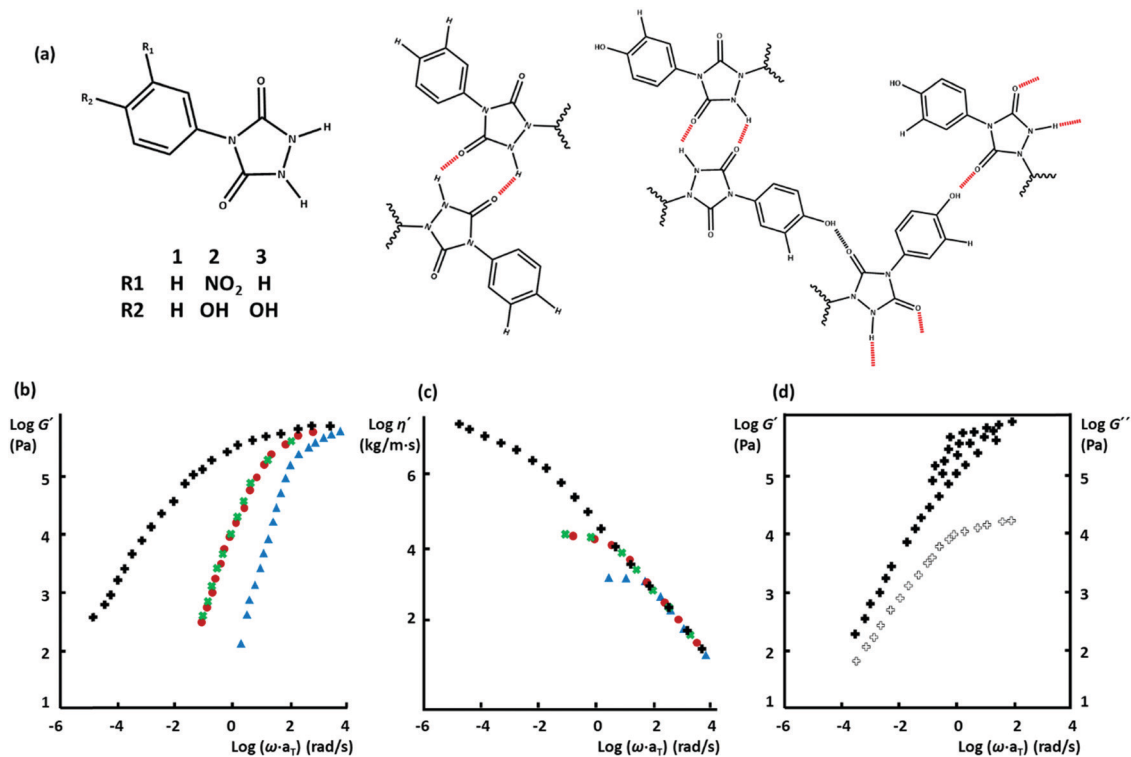 (a)
R1
R2
O
N
H
N
H
N
O
1 2 3
R1 H NO2 H
R2 H OH OH
H
H
O
N
N
N
O
H
H
O
N
N
N
O
H
H
H
HO
O
N
N
N
O
H
H
O
N
N
N
O
OH
H
O
N
N
N
O
H
OH
H
HO
H
O
N
N
H
N
O
(b)
Log G′
(Pa)
5
4
3
2
1
-6 -4 -2 0 2 4
Log (ω·aT) (rad/s)
(c)
Log η′
(kg/m·s)
6
4
2
-6 -4 -2 0 2 4
Log (ω·aT) (rad/s)
(d)
Log G′
(Pa)
5
4
3
2
1
Log G′′
(Pa)
5
4
3
2
1
-6 -4 -2 0 2 4
Log (ω·aT) (rad/s)